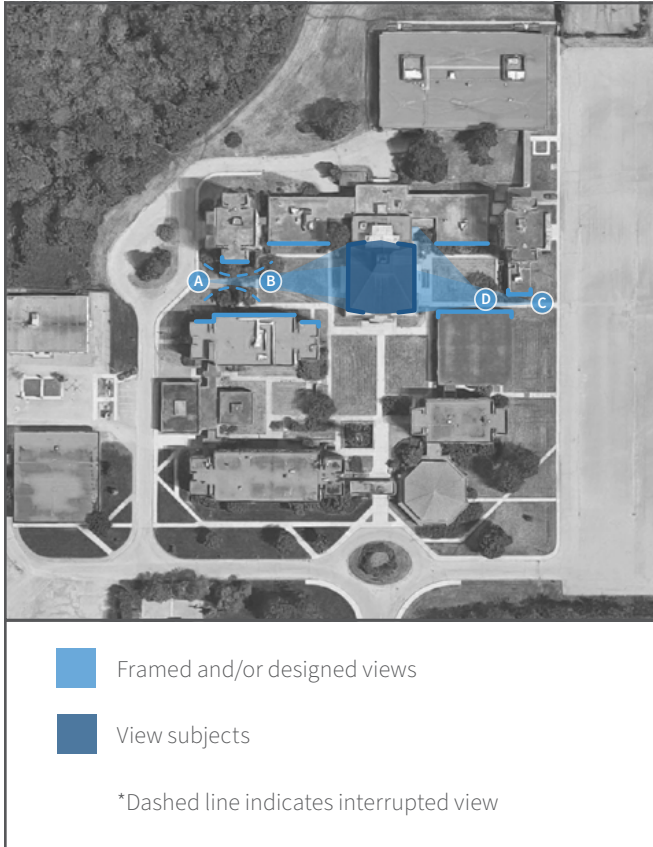 A
B
D
C
Framed and/or designed views
View subjects
*Dashed line indicates interrupted view